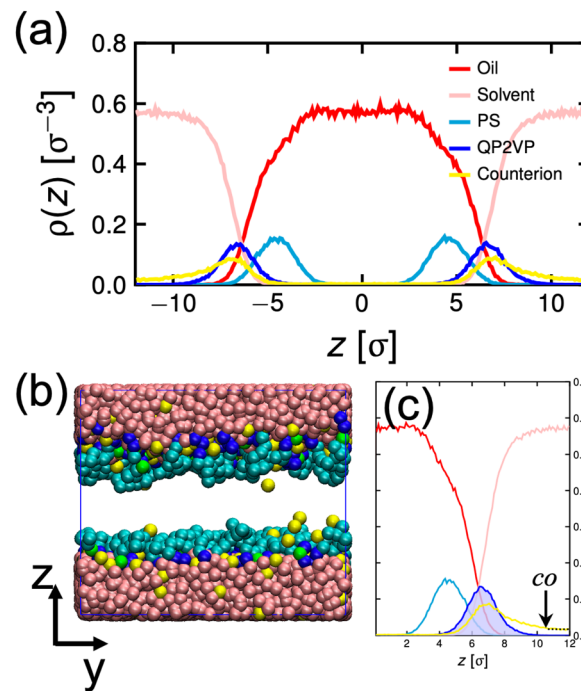 (a)
0.8
0.6
0.4
0.2
0.0
ρ(z) [σ⁻³]
Oil
Solvent
PS
QP2VP
Counterion
−10 −5 0 5 10
z [σ]
(b)
z
y
(c)
co
2 4 6 8 10 12
z [σ]